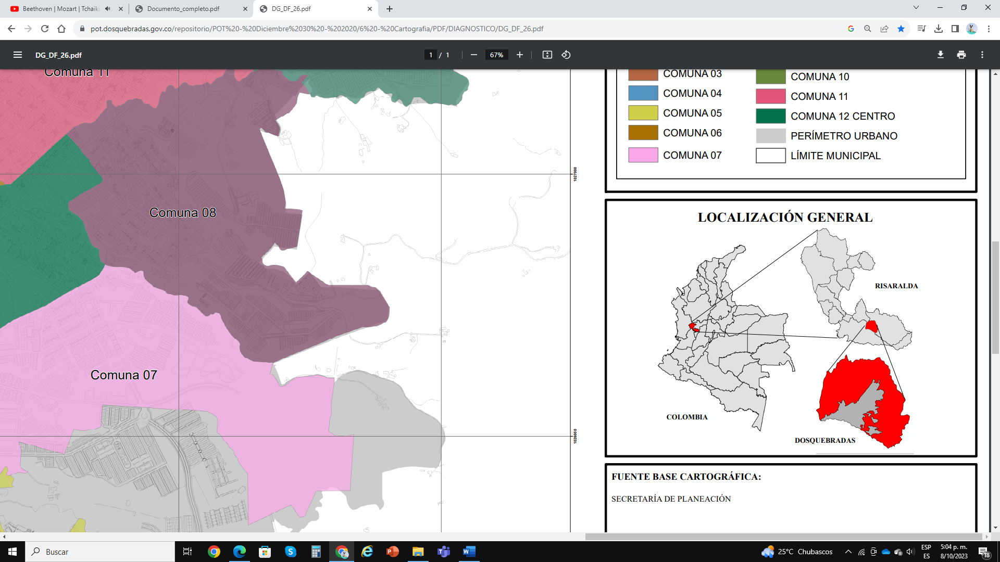 Beethoven | Mozart | Tchaik
Documento_completo.pdf
DG_DF_26.pdf
pot.dosquebradas.gov.co/repositorio/POT%20-%20Diciembre%2030%20-%202020/6%20-%20Cartografia/PDF/DIAGNOSTICO/DG_DF_26.pdf
DG_DF_26.pdf
1 / 1
67%
Comuna 11
Comuna 08
Comuna 07
1027000
1026000
COMUNA 03
COMUNA 04
COMUNA 05
COMUNA 06
COMUNA 07
COMUNA 10
COMUNA 11
COMUNA 12 CENTRO
PERÍMETRO URBANO
LÍMITE MUNICIPAL
LOCALIZACIÓN GENERAL
RISARALDA
COLOMBIA
DOSQUEBRADAS
FUENTE BASE CARTOGRÁFICA:
SECRETARÍA DE PLANEACIÓN
Buscar
25°C Chubascos
ESP
ES
5:04 p. m.
8/10/2023
18